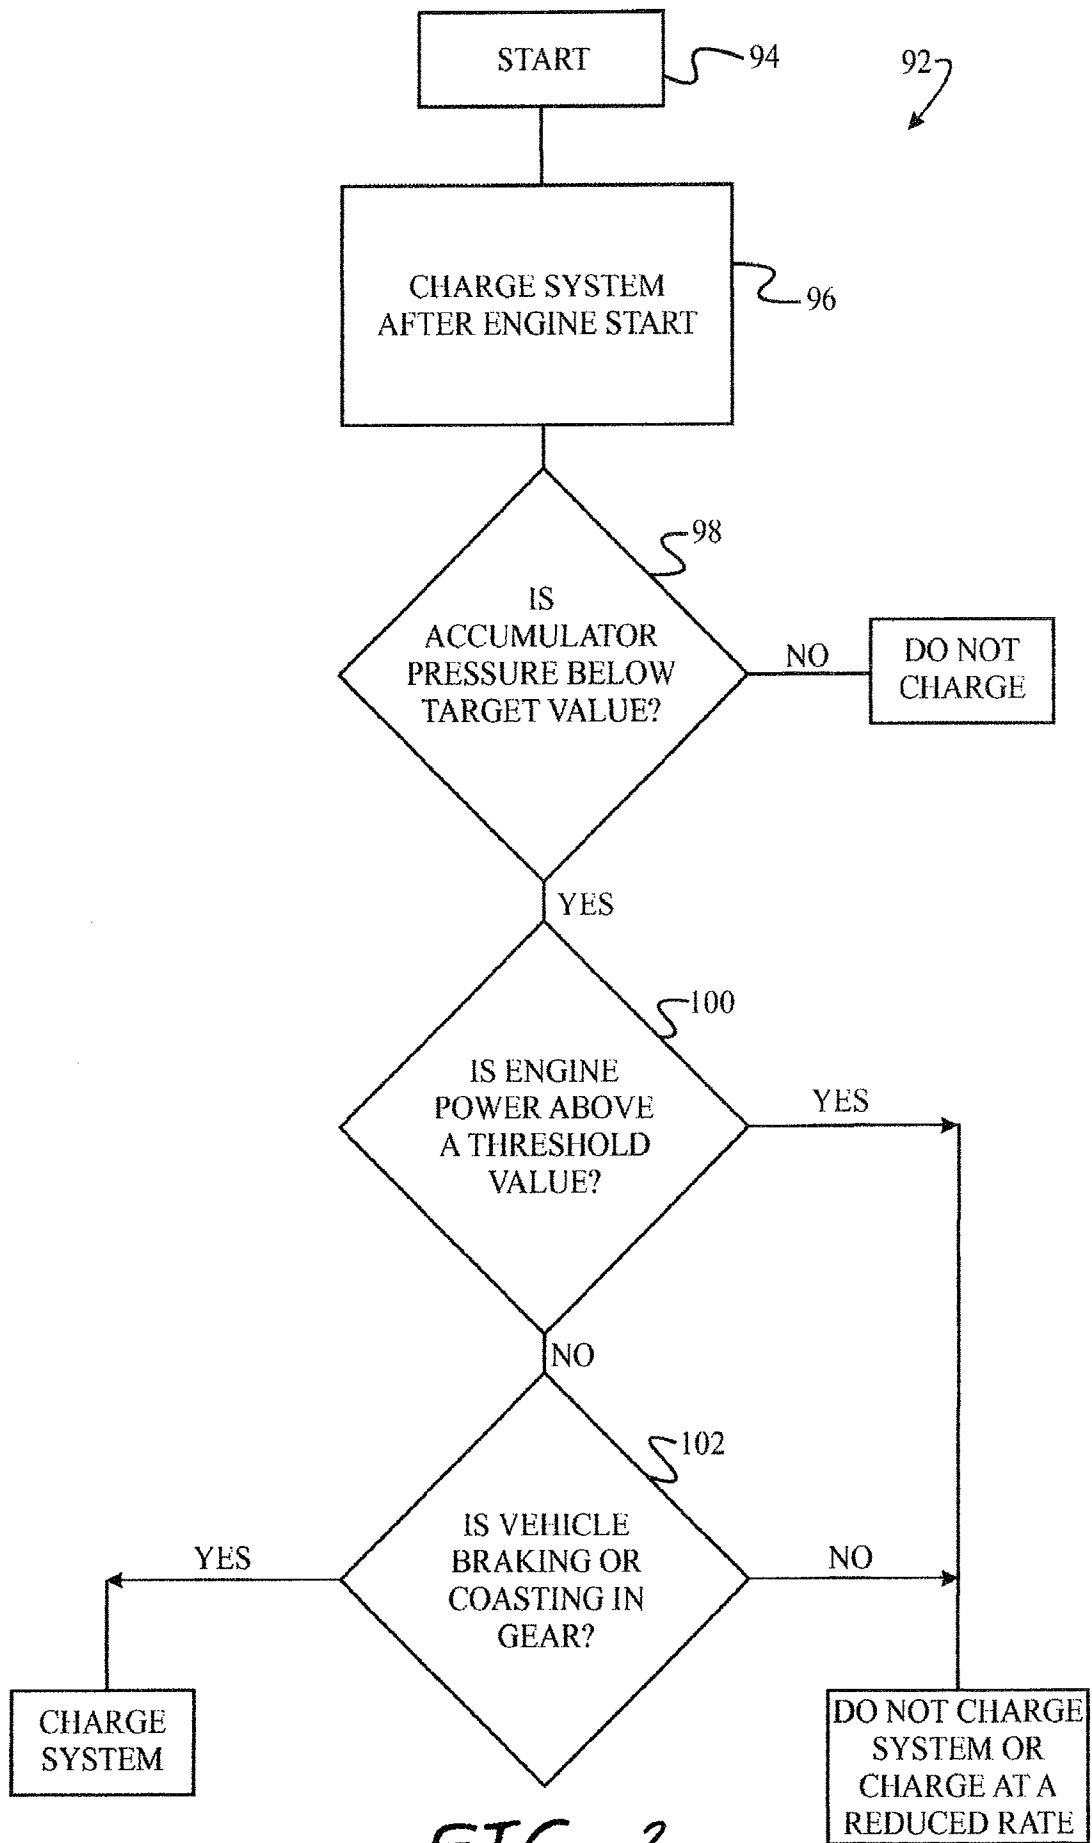 START
94
92
CHARGE SYSTEM
AFTER ENGINE START
96
98
IS
ACCUMULATOR
PRESSURE BELOW
TARGET VALUE?
NO
DO NOT
CHARGE
YES
100
IS ENGINE
POWER ABOVE
A THRESHOLD
VALUE?
YES
NO
102
IS VEHICLE
BRAKING OR
COASTING IN
GEAR?
YES
NO
CHARGE
SYSTEM
DO NOT CHARGE
SYSTEM OR
CHARGE AT A
REDUCED RATE